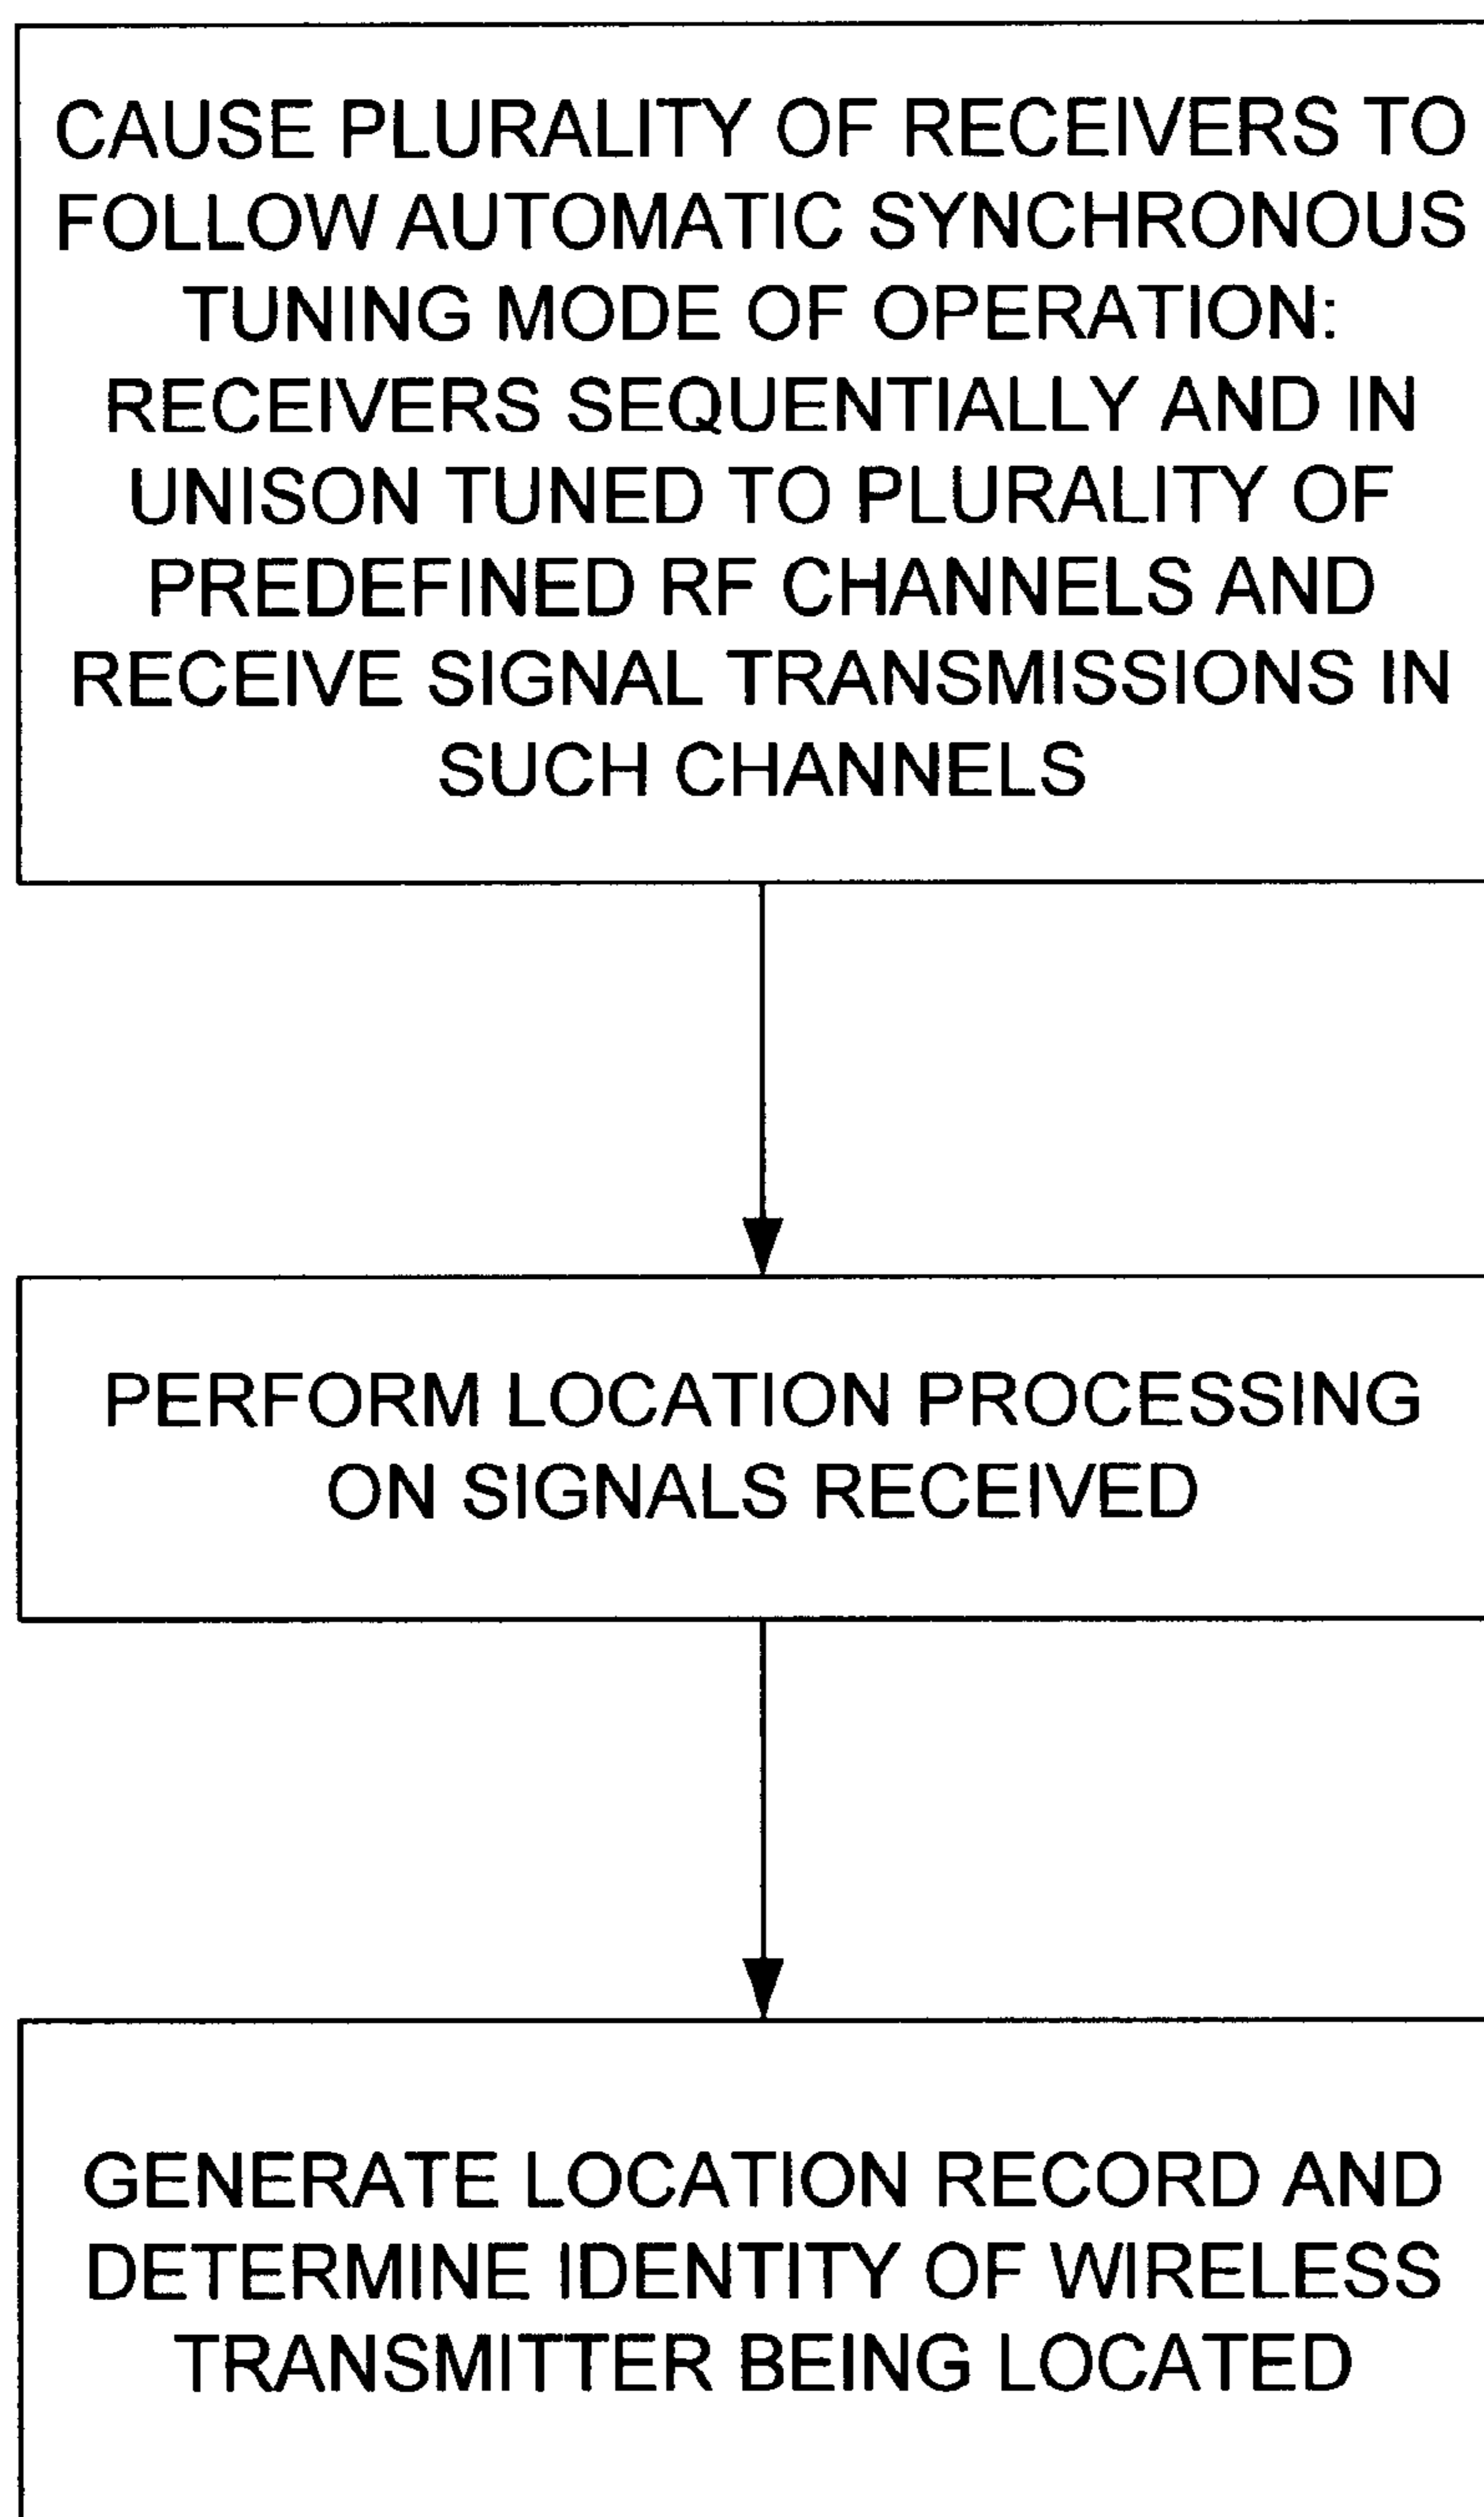 CAUSE PLURALITY OF RECEIVERS TO
FOLLOW AUTOMATIC SYNCHRONOUS
TUNING MODE OF OPERATION:
RECEIVERS SEQUENTIALLY AND IN
UNISON TUNED TO PLURALITY OF
PREDEFINED RF CHANNELS AND
RECEIVE SIGNAL TRANSMISSIONS IN
SUCH CHANNELS
PERFORM LOCATION PROCESSING
ON SIGNALS RECEIVED
GENERATE LOCATION RECORD AND
DETERMINE IDENTITY OF WIRELESS
TRANSMITTER BEING LOCATED